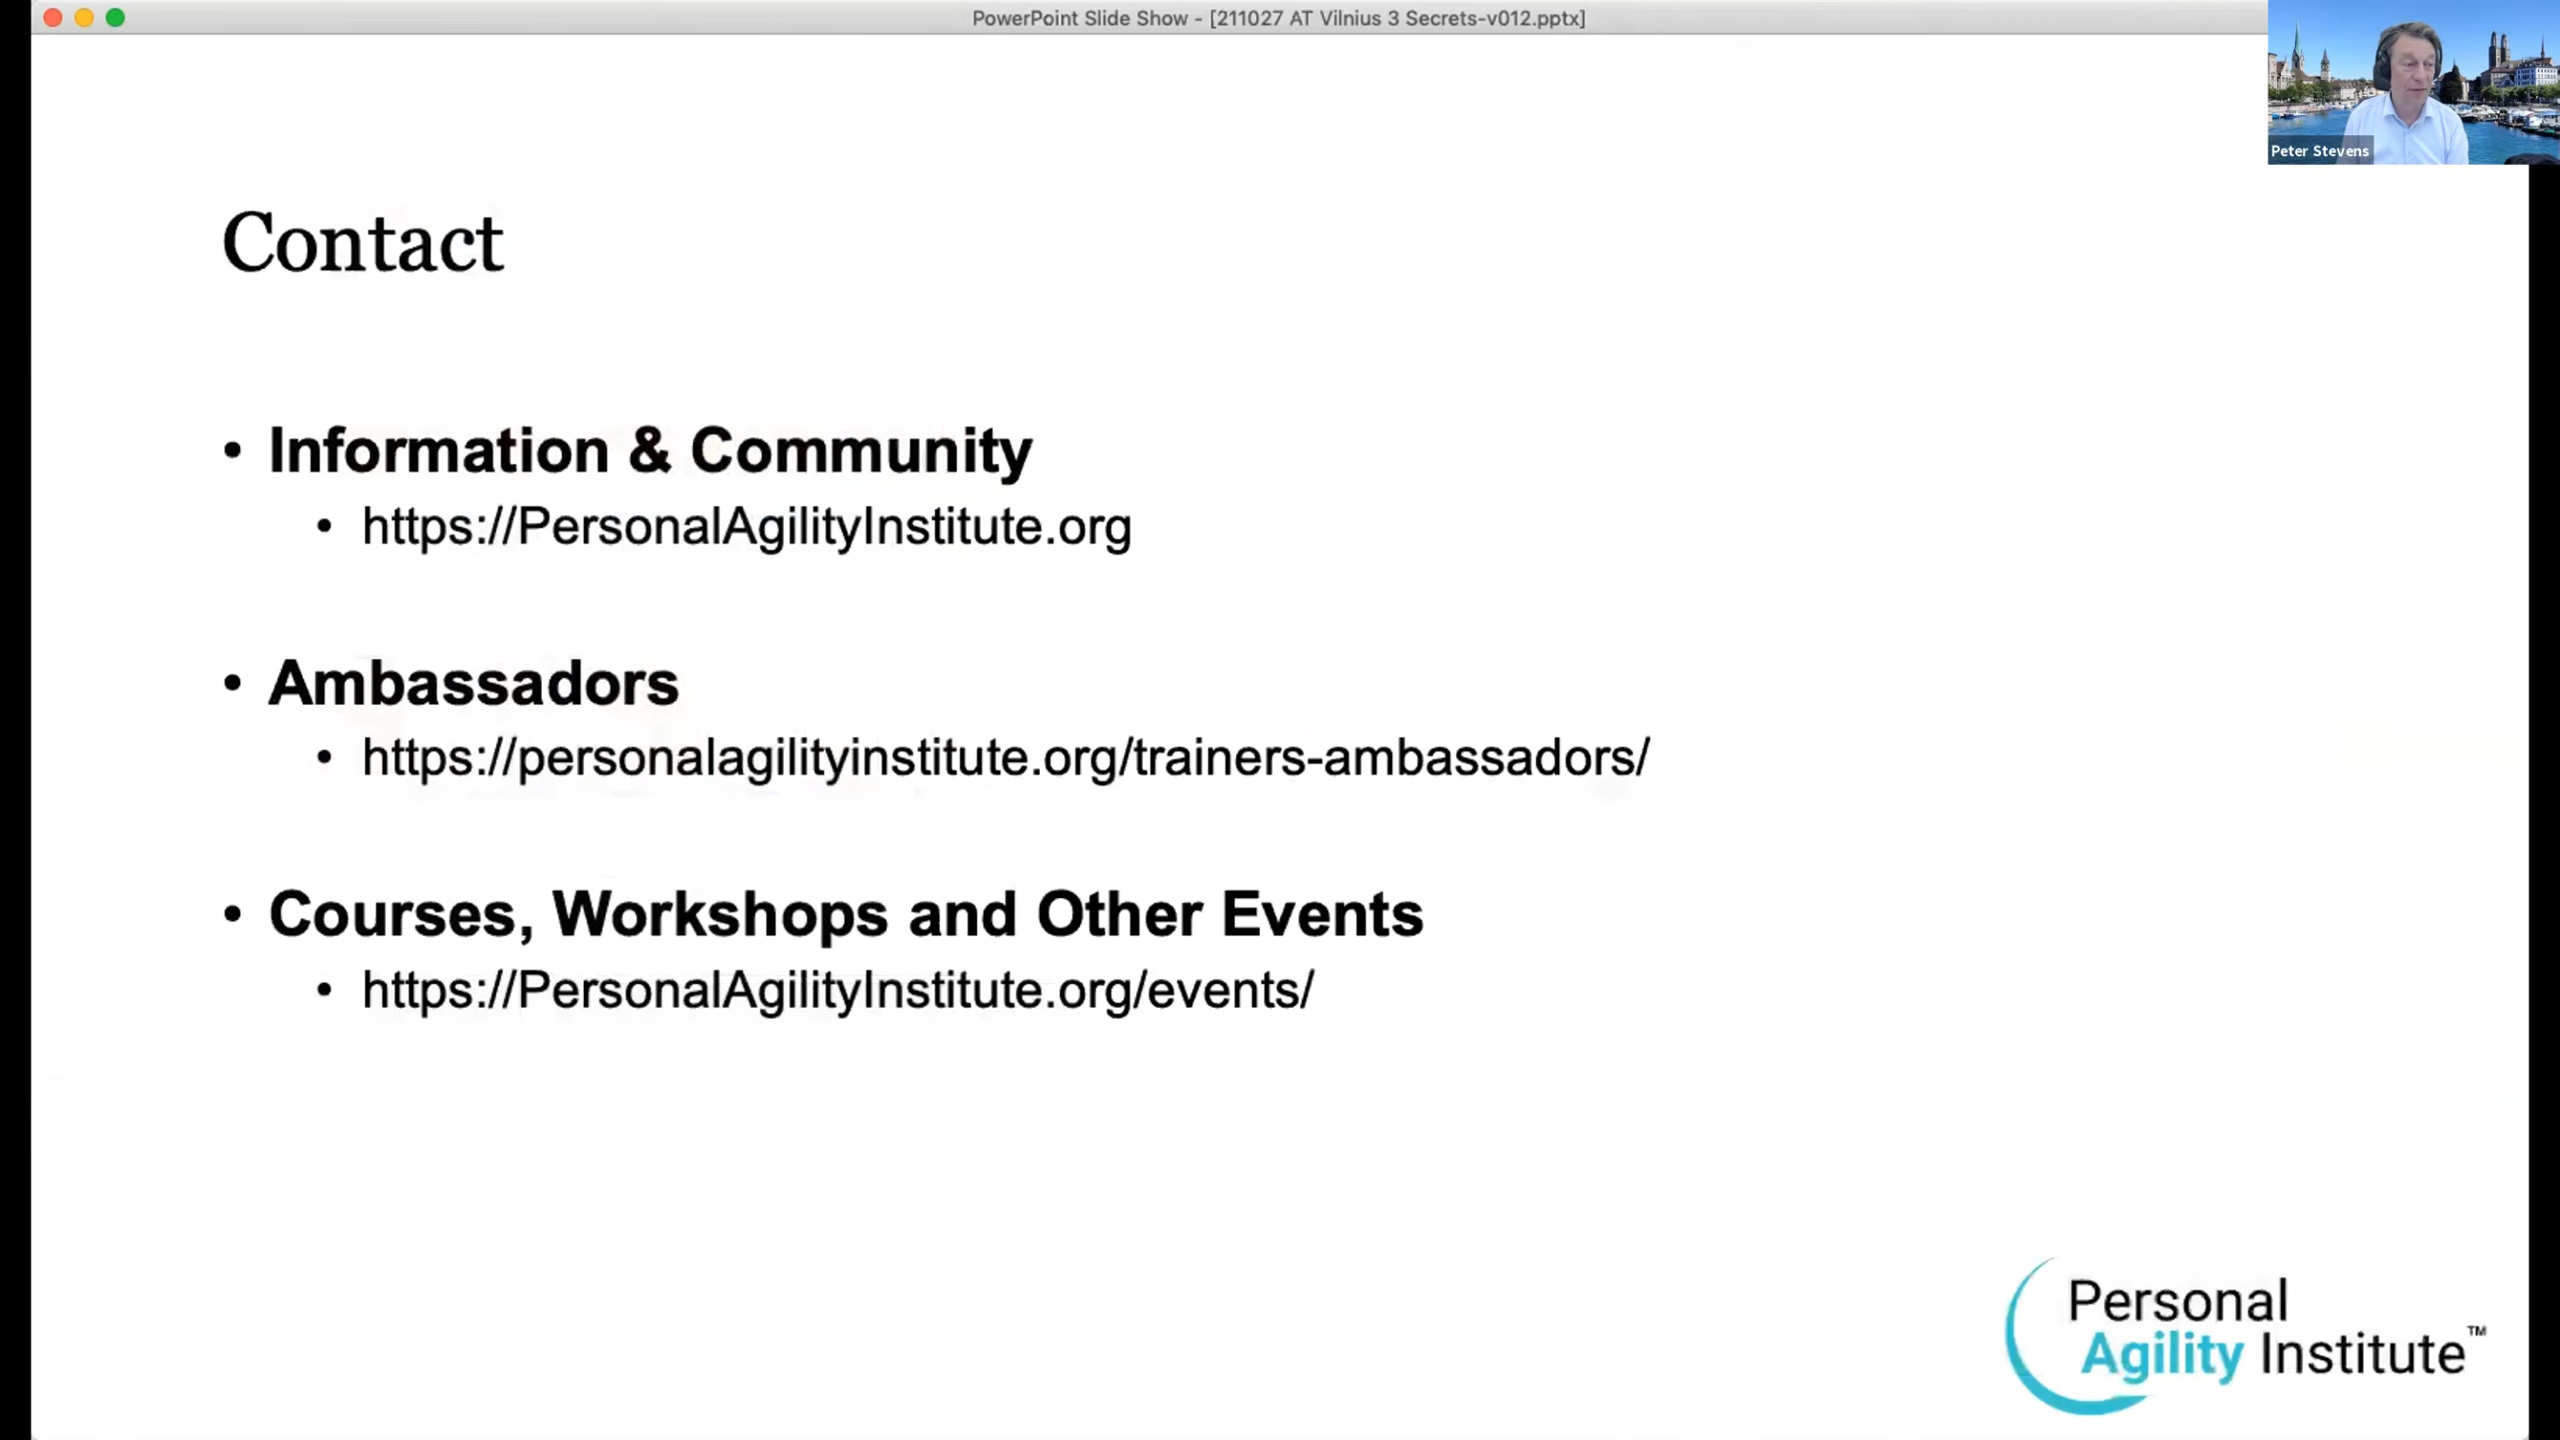 PowerPoint Slide Show - [211027 AT Vilnius 3 Secrets-v012.pptx]
Peter Stevens
Contact
• Information & Community
• https://PersonalAgilityInstitute.org
• Ambassadors
• https://personalagilityinstitute.org/trainers-ambassadors/
• Courses, Workshops and Other Events
• https://PersonalAgilityInstitute.org/events/
Personal
Agility Institute™